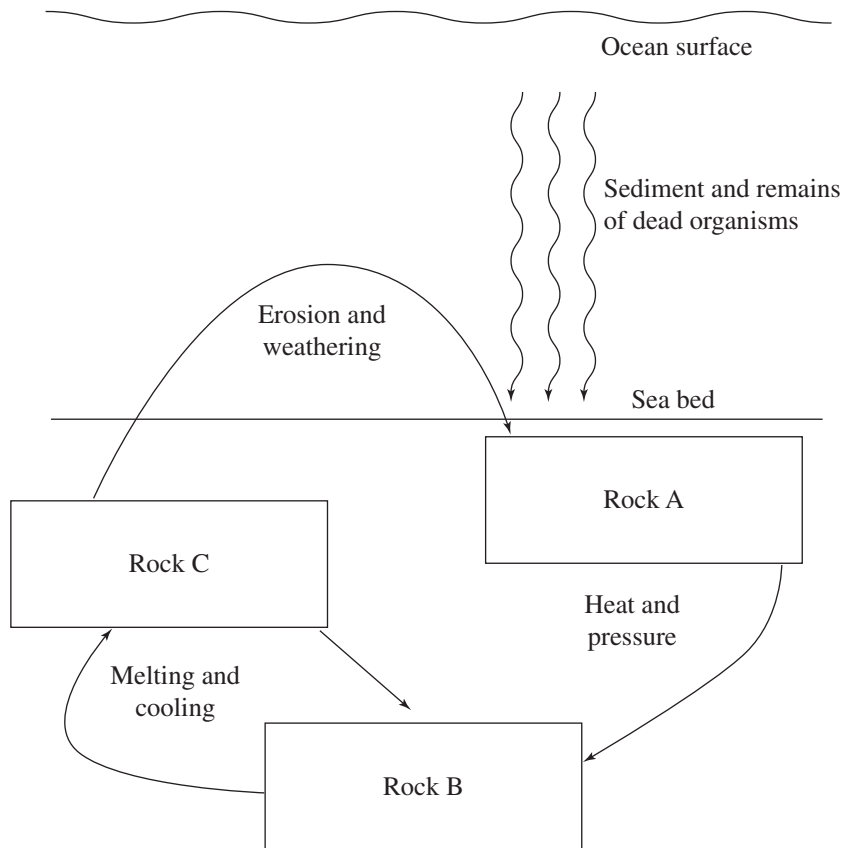 Ocean surface
Sediment and remains
of dead organisms
Erosion and
weathering
Sea bed
Rock A
Rock C
Heat and
pressure
Melting and
cooling
Rock B